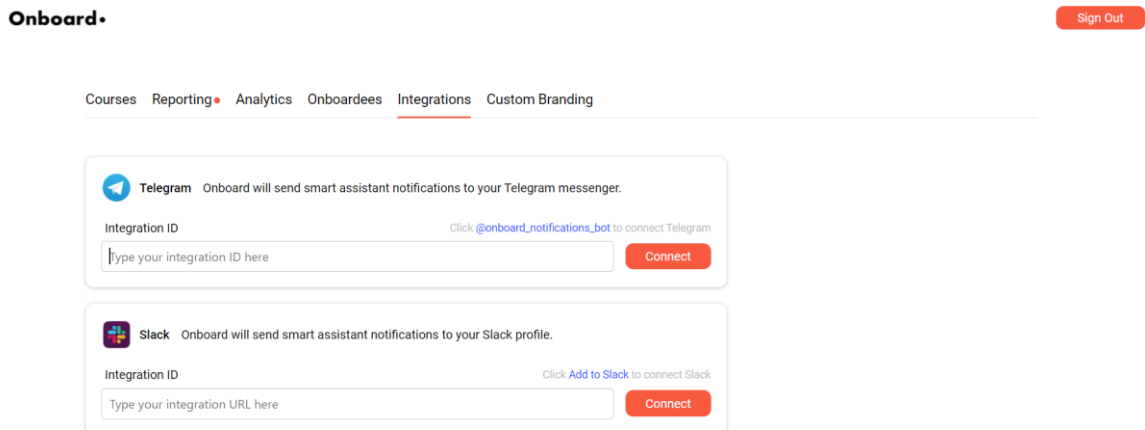 Onboard•
Sign Out
Courses Reporting Analytics Onboardees Integrations Custom Branding
Telegram Onboard will send smart assistant notifications to your Telegram messenger.
Integration ID Click @onboard_notifications_bot to connect Telegram
Type your integration ID here Connect
Slack Onboard will send smart assistant notifications to your Slack profile.
Integration ID Click Add to Slack to connect Slack
Type your integration URL here Connect